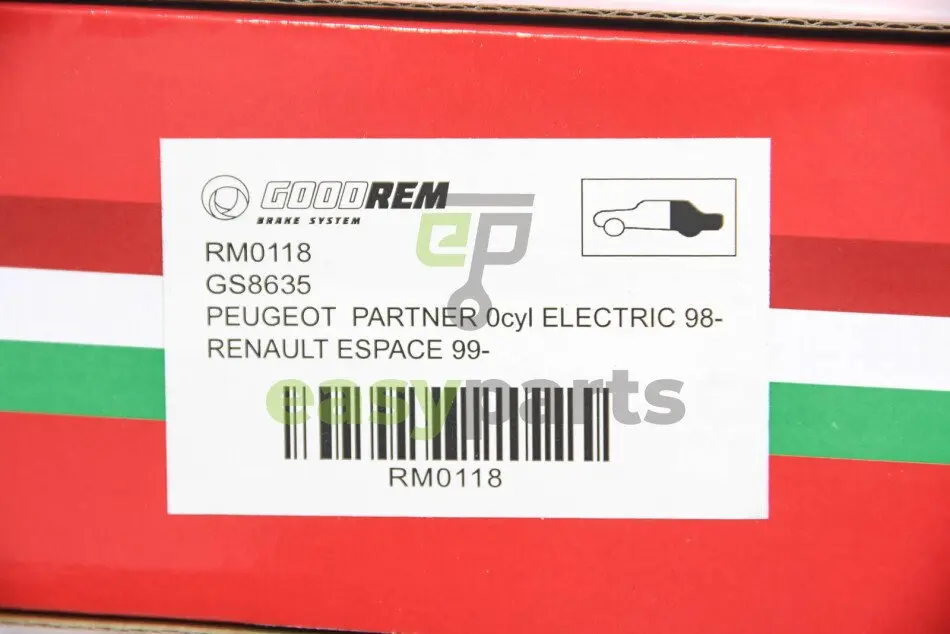 GOODREM
BRAKE SYSTEM
RM0118
GS8635
PEUGEOT PARTNER 0cyl ELECTRIC 98-
RENAULT ESPACE 99-
RM0118
ep
easyparts